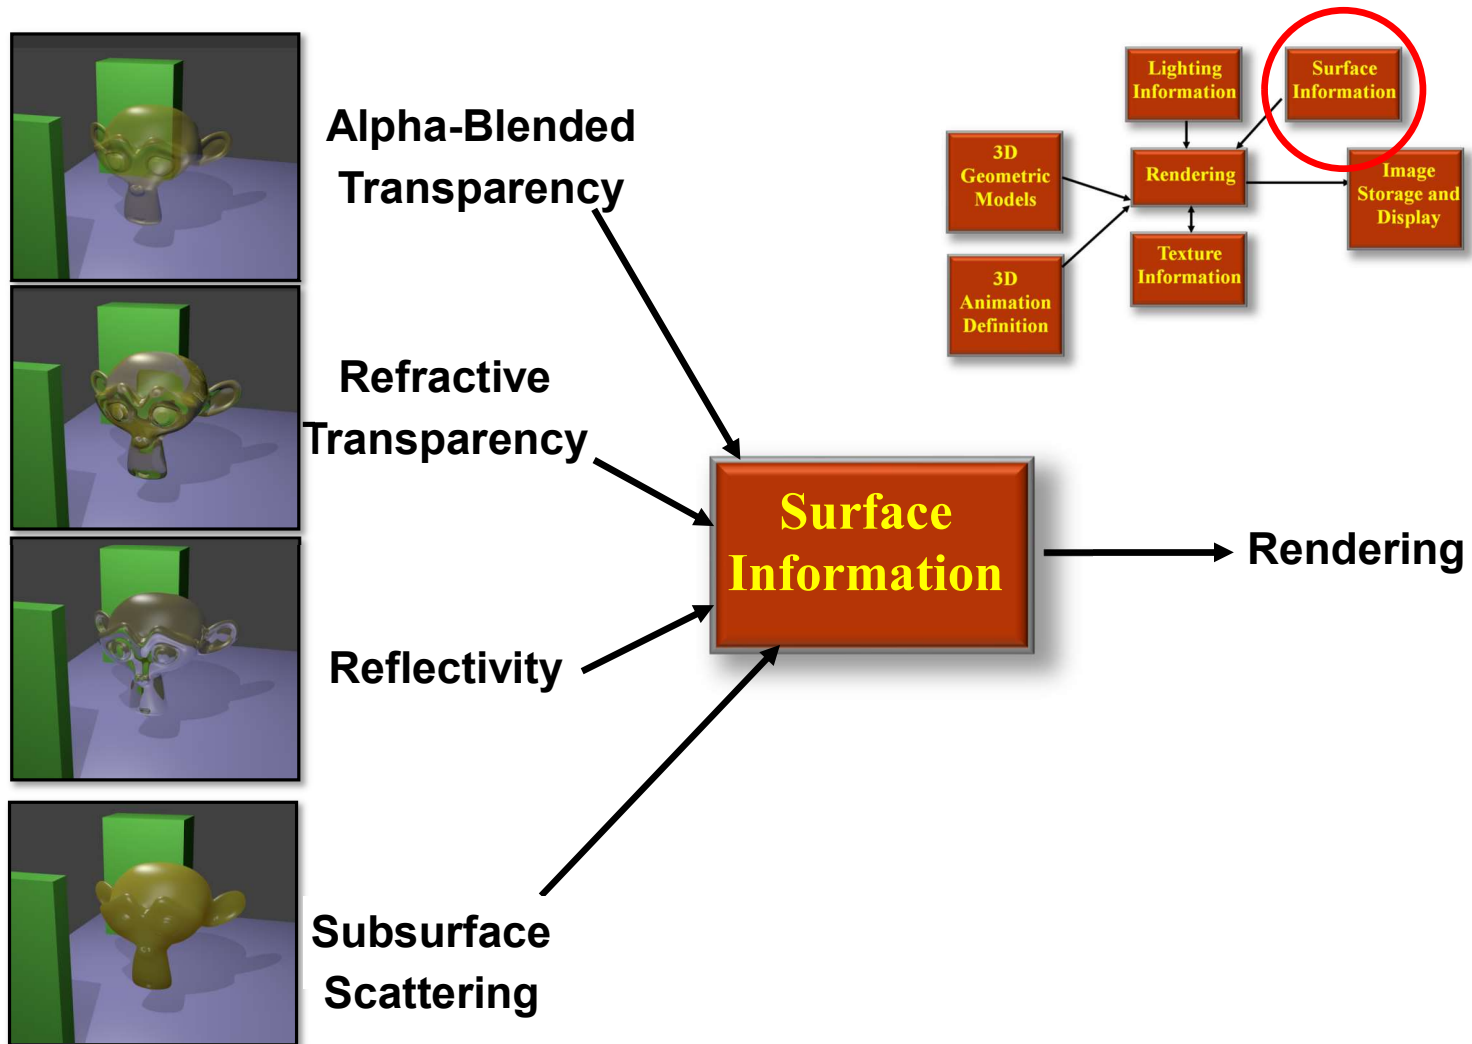 Alpha-Blended
Transparency
Refractive
Transparency
Reflectivity
Subsurface
Scattering
Surface
Information
Rendering
Lighting
Information
Surface
Information
3D
Geometric
Models
Rendering
Image
Storage and
Display
3D
Animation
Definition
Texture
Information